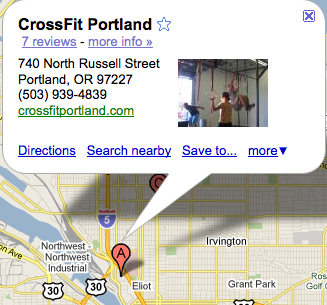 CrossFit Portland
7 reviews - more info »
740 North Russell Street
Portland, OR 97227
(503) 939-4839
crossfitportland.com
Directions Search nearby Save to... more▼
5
Northwest -
Northwest
Industrial
Irvington
A
30
30
Eliot
Grant Park